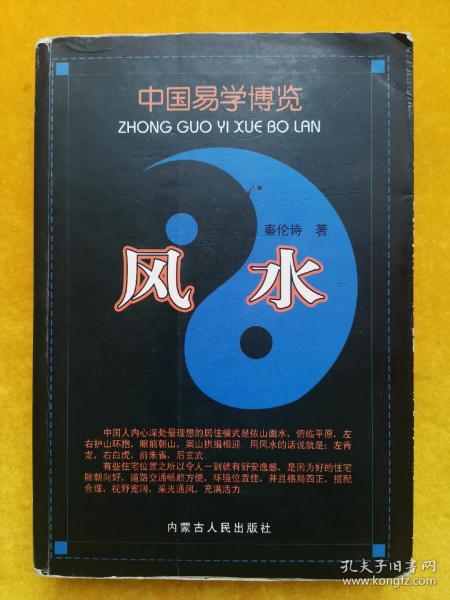 中国易学博览
ZHONG GUO YI XUE BO LAN
秦伦诗 著
风水
中国人内心深处最理想的居住模式是依山面水，俯临平原，左
右护山环抱，眼前朝山，案山拱揖相迎。用风水的话说就是：左青
龙，右白虎，前朱雀，后玄武。
有些住宅位置之所以令人一到就有舒安逸感，是因为好的住宅
除朝向好，道路交通畅顺方便，环境位置佳，并且格局四正，搭配
合理，视野宽阔，采光通风，充满活力。
内蒙古人民出版社
孔夫子旧书网
www.kongfz.com